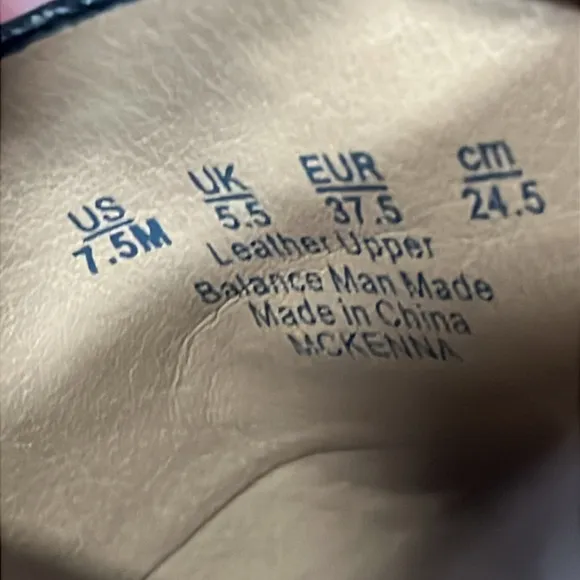 US UK EUR cm
7.5M 5.5 37.5 24.5
Leather Upper
Balance Man Made
Made in China
MCKENNA